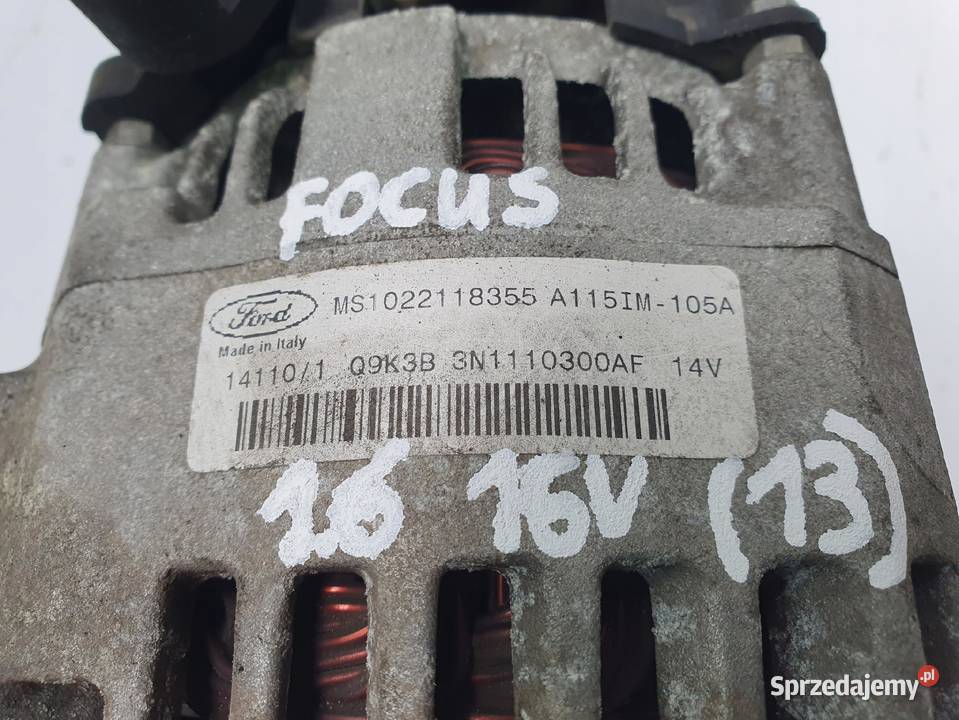 FOCUS
Ford MS1022118355 A115IM-105A
Made in Italy
14110/1 Q9K3B 3N1110300AF 14V
1.6 16V (13)
Sprzedajemy.pl